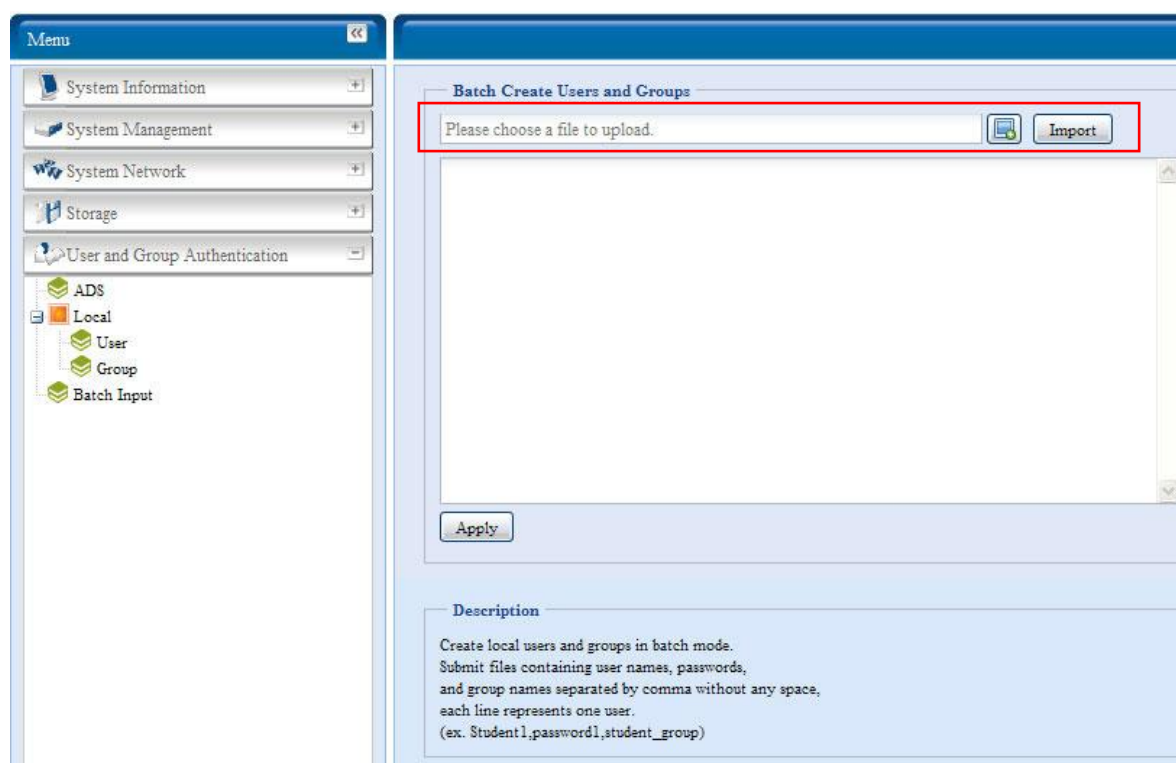 Menu
System Information
System Management
System Network
Storage
User and Group Authentication
ADS
Local
User
Group
Batch Input
Batch Create Users and Groups
Please choose a file to upload.
Import
Apply
Description
Create local users and groups in batch mode.
Submit files containing user names, passwords,
and group names separated by comma without any space,
each line represents one user.
(ex. Student1,password1,student_group)